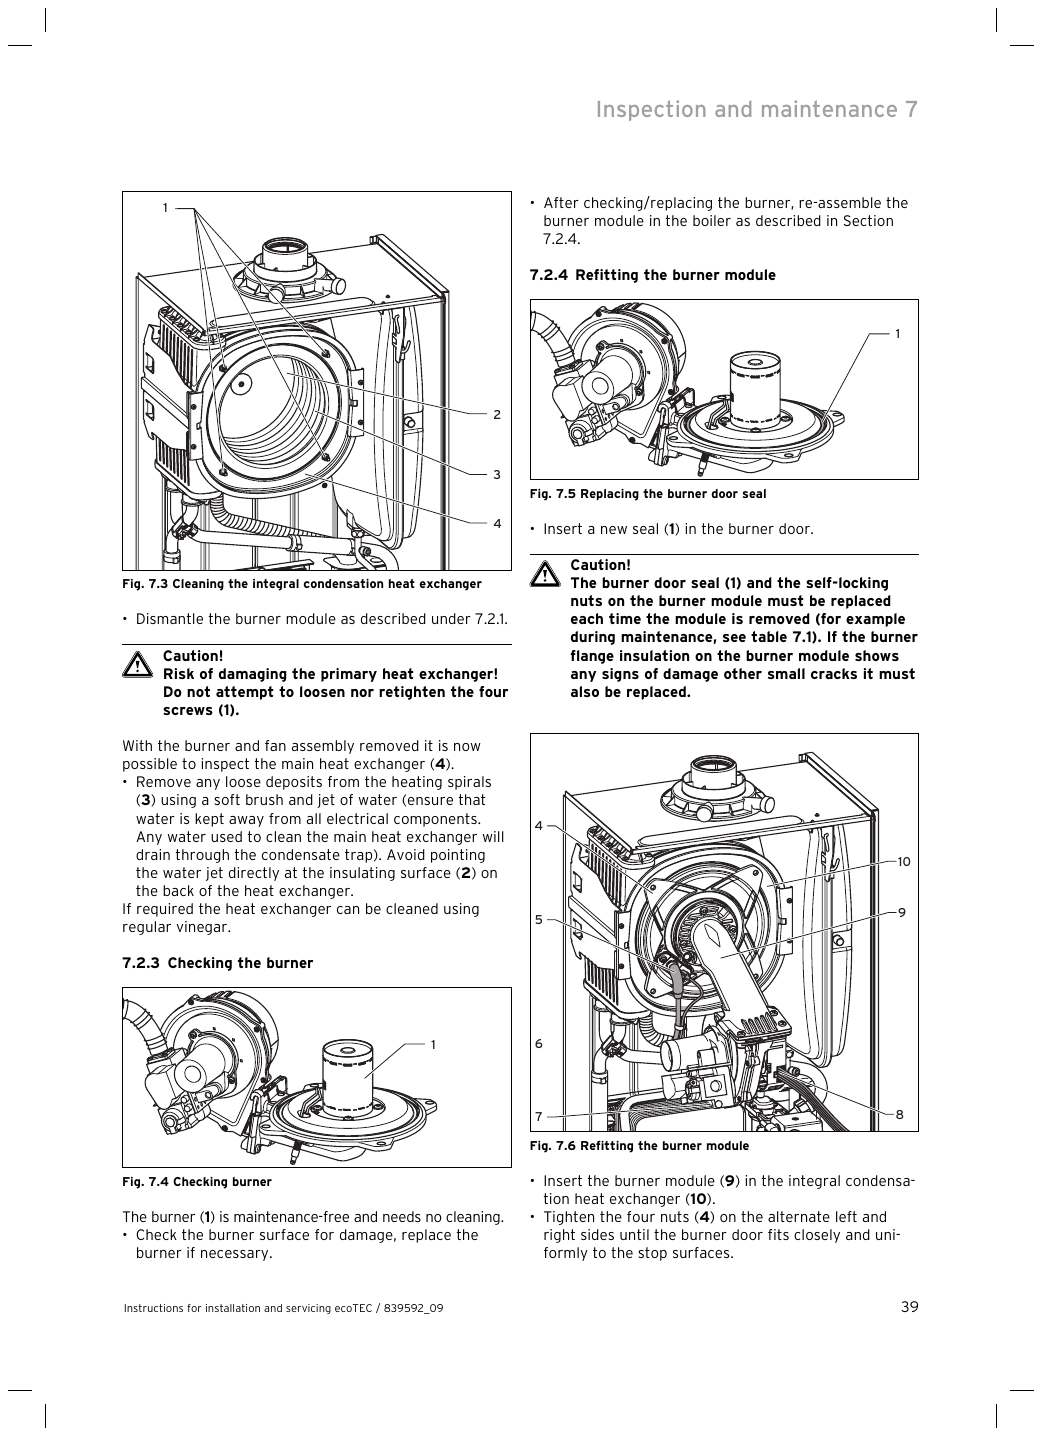 Inspection and maintenance 7
1
2
3
4
Fig. 7.3 Cleaning the integral condensation heat exchanger
• Dismantle the burner module as described under 7.2.1.
Caution!
Risk of damaging the primary heat exchanger!
Do not attempt to loosen nor retighten the four
screws (1).
With the burner and fan assembly removed it is now
possible to inspect the main heat exchanger (4).
• Remove any loose deposits from the heating spirals
(3) using a soft brush and jet of water (ensure that
water is kept away from all electrical components.
Any water used to clean the main heat exchanger will
drain through the condensate trap). Avoid pointing
the water jet directly at the insulating surface (2) on
the back of the heat exchanger.
If required the heat exchanger can be cleaned using
regular vinegar.
7.2.3 Checking the burner
1
Fig. 7.4 Checking burner
The burner (1) is maintenance-free and needs no cleaning.
• Check the burner surface for damage, replace the
burner if necessary.
• After checking/replacing the burner, re-assemble the
burner module in the boiler as described in Section
7.2.4.
7.2.4 Refitting the burner module
1
Fig. 7.5 Replacing the burner door seal
• Insert a new seal (1) in the burner door.
Caution!
The burner door seal (1) and the self-locking
nuts on the burner module must be replaced
each time the module is removed (for example
during maintenance, see table 7.1). If the burner
flange insulation on the burner module shows
any signs of damage other small cracks it must
also be replaced.
4
10
5
9
6
7
8
Fig. 7.6 Refitting the burner module
• Insert the burner module (9) in the integral condensa-
tion heat exchanger (10).
• Tighten the four nuts (4) on the alternate left and
right sides until the burner door fits closely and uni-
formly to the stop surfaces.
Instructions for installation and servicing ecoTEC / 839592_09
39